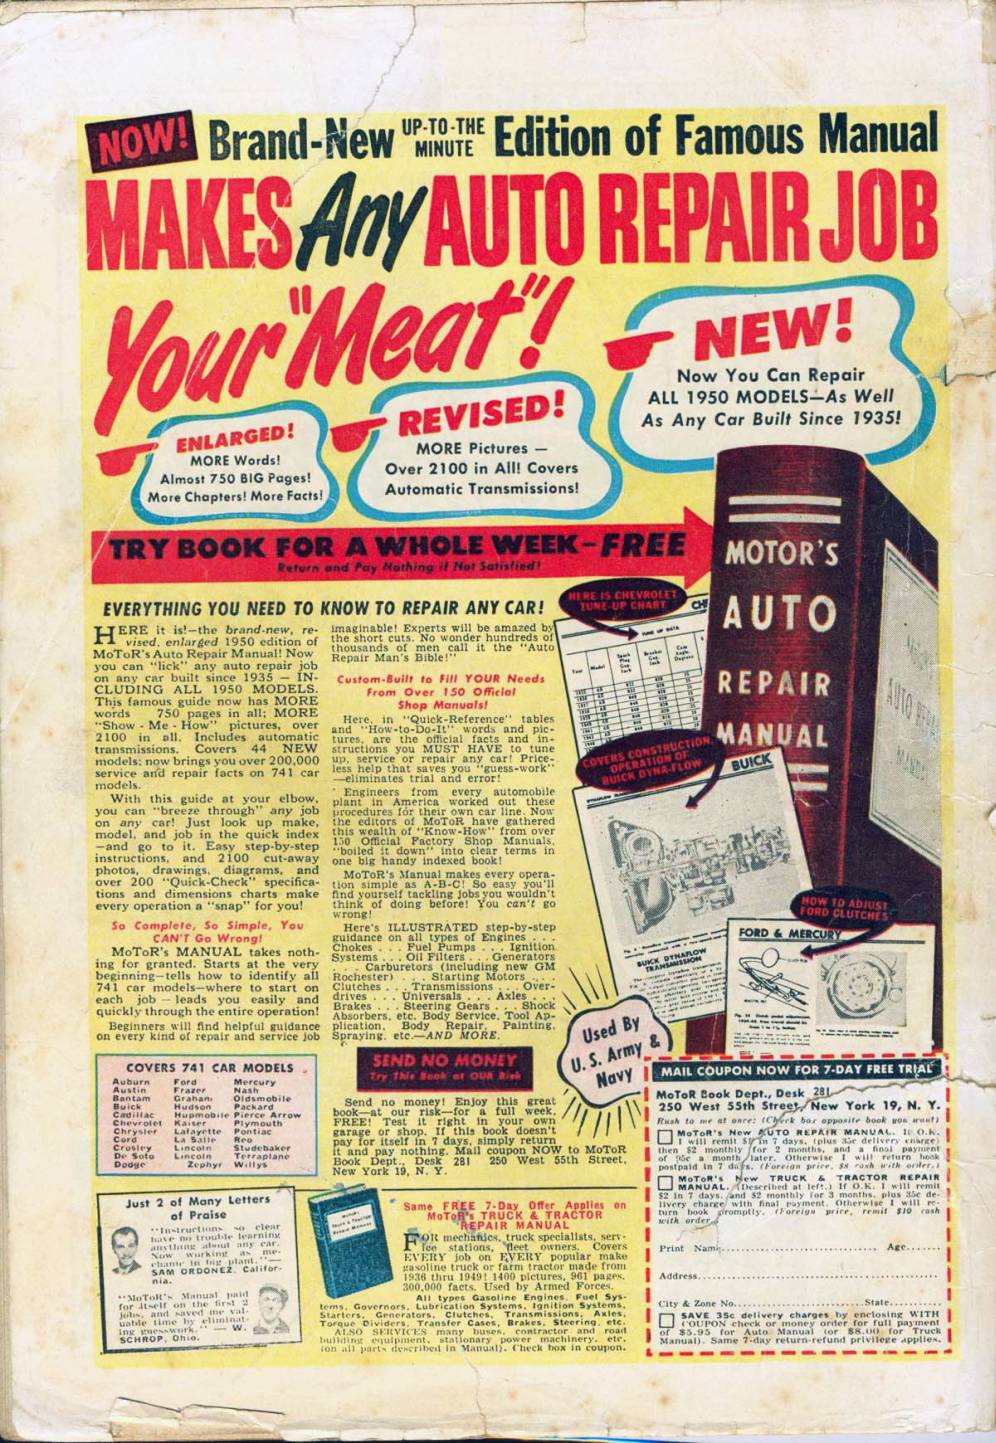 NOW! Brand-New UP-TO-THE MINUTE Edition of Famous Manual
MAKES Any AUTO REPAIR JOB
Your "Meat"!
NEW!
Now You Can Repair
ALL 1950 MODELS—As Well
As Any Car Built Since 1935!
REVISED!
MORE Pictures —
Over 2100 in All! Covers
Automatic Transmissions!
ENLARGED!
MORE Words!
Almost 750 BIG Pages!
More Chapters! More Facts!
TRY BOOK FOR A WHOLE WEEK—FREE
Return and Pay Nothing if Not Satisfied!
MOTOR'S
AUTO
REPAIR
MANUAL
AUTO REPAIR
MANUAL
HERE IS CHEVROLET
TUNE-UP CHART
TUNE UP DATA
COVERS CONSTRUCTION,
OPERATION OF
BUICK DYNA-FLOW
BUICK
BUICK DYNAFLOW
TRANSMISSION
HOW TO ADJUST
FORD CLUTCHES
FORD & MERCURY
Used By
U. S. Army &
Navy
EVERYTHING YOU NEED TO KNOW TO REPAIR ANY CAR!
HERE it is!—the brand-new, re-
vised, enlarged 1950 edition of
MoToR's Auto Repair Manual! Now
you can "lick" any auto repair job
on any car built since 1935 — IN-
CLUDING ALL 1950 MODELS.
This famous guide now has MORE
words 750 pages in all; MORE
"Show - Me - How" pictures, over
2100 in all. Includes automatic
transmissions. Covers 44 NEW
models: now brings you over 200,000
service and repair facts on 741 car
models.
With this guide at your elbow,
you can "breeze through" any job
on any car! Just look up make,
model, and job in the quick index
—and go to it. Easy step-by-step
instructions, and 2100 cut-away
photos, drawings, diagrams, and
over 200 "Quick-Check" specifica-
tions and dimensions charts make
every operation a "snap" for you!
So Complete, So Simple, You
CAN'T Go Wrong!
MoToR's MANUAL takes noth-
ing for granted. Starts at the very
beginning—tells how to identify all
741 car models—where to start on
each job — leads you easily and
quickly through the entire operation!
Beginners will find helpful guidance
on every kind of repair and service job
imaginable! Experts will be amazed by
the short cuts. No wonder hundreds of
thousands of men call it the "Auto
Repair Man's Bible!"
Custom-Built to Fill YOUR Needs
From Over 150 Official
Shop Manuals!
Here, in "Quick-Reference" tables
and "How-to-Do-It" words and pic-
tures, are the official facts and in-
structions you MUST HAVE to tune
up, service or repair any car! Price-
less help that saves you "guess-work"
—eliminates trial and error!
Engineers from every automobile
plant in America worked out these
procedures for their own car line. Now
the editors of MoToR have gathered
this wealth of "Know-How" from over
150 Official Factory Shop Manuals,
"boiled it down" into clear terms in
one big handy indexed book!
MoToR's Manual makes every opera-
tion simple as A-B-C! So easy you'll
find yourself tackling jobs you wouldn't
think of doing before! You can't go
wrong!
Here's ILLUSTRATED step-by-step
guidance on all types of Engines . . .
Chokes . . . Fuel Pumps . . . Ignition
Systems . . . Oil Filters . . . Generators
. . . Carburetors (including new GM
Rochester) . . . Starting Motors . . .
Clutches . . . Transmissions . . . Over-
drives . . . Universals . . . Axles . . .
Brakes . . . Steering Gears . . . Shock
Absorbers, etc. Body Service, Tool Ap-
plication, Body Repair, Painting,
Spraying, etc.—AND MORE.
SEND NO MONEY
Try This Book at OUR Risk
Send no money! Enjoy this great
book—at our risk—for a full week,
FREE! Test it right in your own
garage or shop. If this book doesn't
pay for itself in 7 days, simply return
it and pay nothing. Mail coupon NOW to MoToR
Book Dept., Desk 281 250 West 55th Street,
New York 19, N. Y.
COVERS 741 CAR MODELS
Auburn Ford Mercury
Austin Frazer Nash
Bantam Graham Oldsmobile
Buick Hudson Packard
Cadillac Hupmobile Pierce Arrow
Chevrolet Kaiser Plymouth
Chrysler Lafayette Pontiac
Cord La Salle Reo
Crosley Lincoln Studebaker
De Soto Lincoln Terraplane
Dodge Zephyr Willys
Just 2 of Many Letters
of Praise
"Instructions so clear
have no trouble learning
anything about any car.
Now working as me-
chanic in big plant."—
SAM ORDONEZ, Califor-
nia.
"MoToR's Manual paid
for itself on the first 2
jobs, and saved me val-
uable time by eliminat-
ing guesswork." — W.
SCHROP, Ohio.
MOTOR'S
TRUCK & TRACTOR
REPAIR MANUAL
Same FREE 7-Day Offer Applies on
MoToR's TRUCK & TRACTOR
REPAIR MANUAL
FOR mechanics, truck specialists, serv-
ice stations, fleet owners. Covers
EVERY job on EVERY popular make
gasoline truck or farm tractor made from
1936 thru 1949! 1400 pictures, 961 pages,
300,000 facts. Used by Armed Forces.
All types Gasoline Engines, Fuel Sys-
tems, Governors, Lubrication Systems, Ignition Systems,
Starters, Generators, Clutches, Transmissions, Axles,
Torque Dividers, Transfer Cases, Brakes, Steering, etc.
ALSO SERVICES many buses, contractor and road
building equipment, stationary power machinery, etc.
(on all parts described in Manual). Check box in coupon.
MAIL COUPON NOW FOR 7-DAY FREE TRIAL
MoToR Book Dept., Desk 281
250 West 55th Street, New York 19, N. Y.
Rush to me at once: (Check box opposite book you want)
MoToR's New AUTO REPAIR MANUAL. If O.K.
I will remit $1 in 7 days, (plus 35c delivery charge)
then $2 monthly for 2 months, and a final payment
of 95c a month later. Otherwise I will return book
postpaid in 7 days. (Foreign price, $8 cash with order.)
MoToR's New TRUCK & TRACTOR REPAIR
MANUAL. (Described at left.) If O.K. I will remit
$2 in 7 days, and $2 monthly for 3 months, plus 35c de-
livery charge with final payment. Otherwise I will re-
turn book promptly. (Foreign price, remit $10 cash
with order.)
Print Name.......... Age.......
Address..........
City & Zone No.......... State..........
SAVE 35c delivery charges by enclosing WITH
COUPON check or money order for full payment
of $5.95 for Auto Manual (or $8.00 for Truck
Manual). Same 7-day return-refund privilege applies.